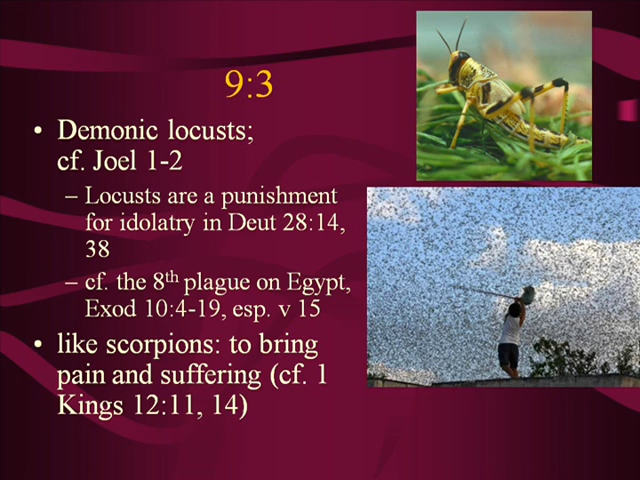 9:3
• Demonic locusts;
cf. Joel 1-2
– Locusts are a punishment
for idolatry in Deut 28:14,
38
– cf. the 8th plague on Egypt,
Exod 10:4-19, esp. v 15
• like scorpions: to bring
pain and suffering (cf. 1
Kings 12:11, 14)